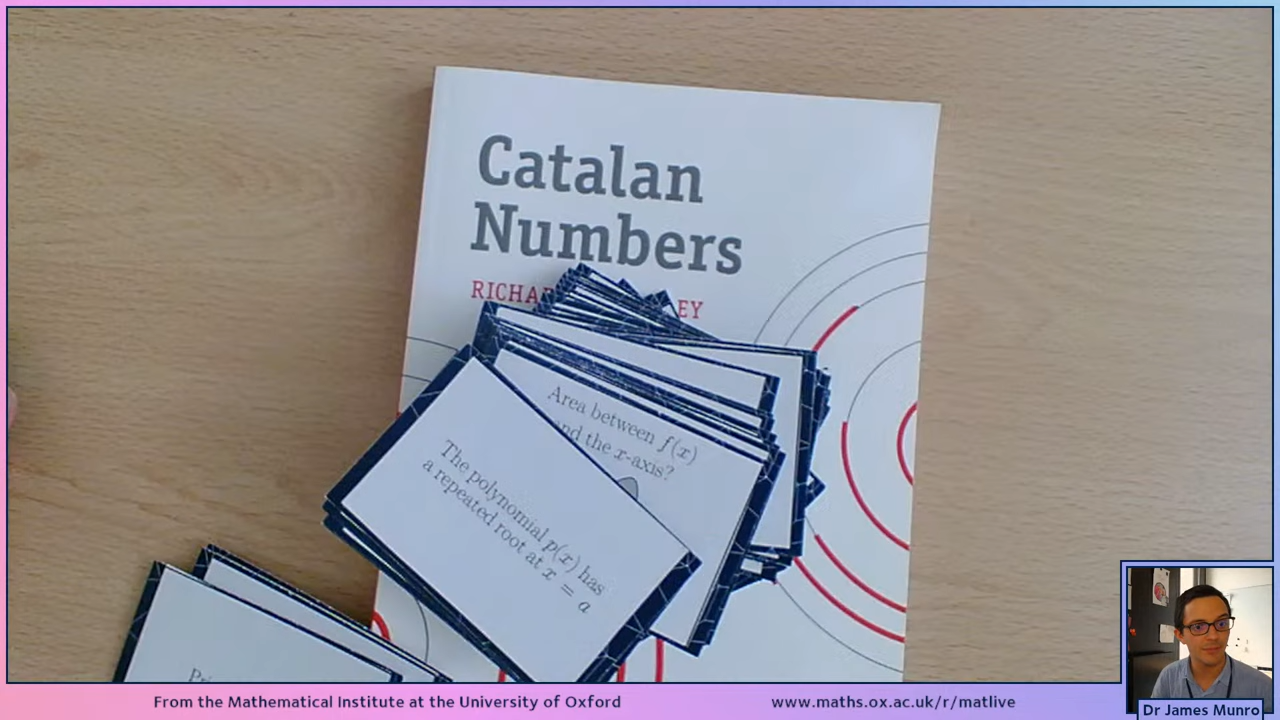 Catalan
Numbers
Area between f(x)
the x-axis?
The polynomial p(x) has
a repeated root at x = a
From the Mathematical Institute at the University of Oxford
www.maths.ox.ac.uk/r/matlive
Dr James Munro